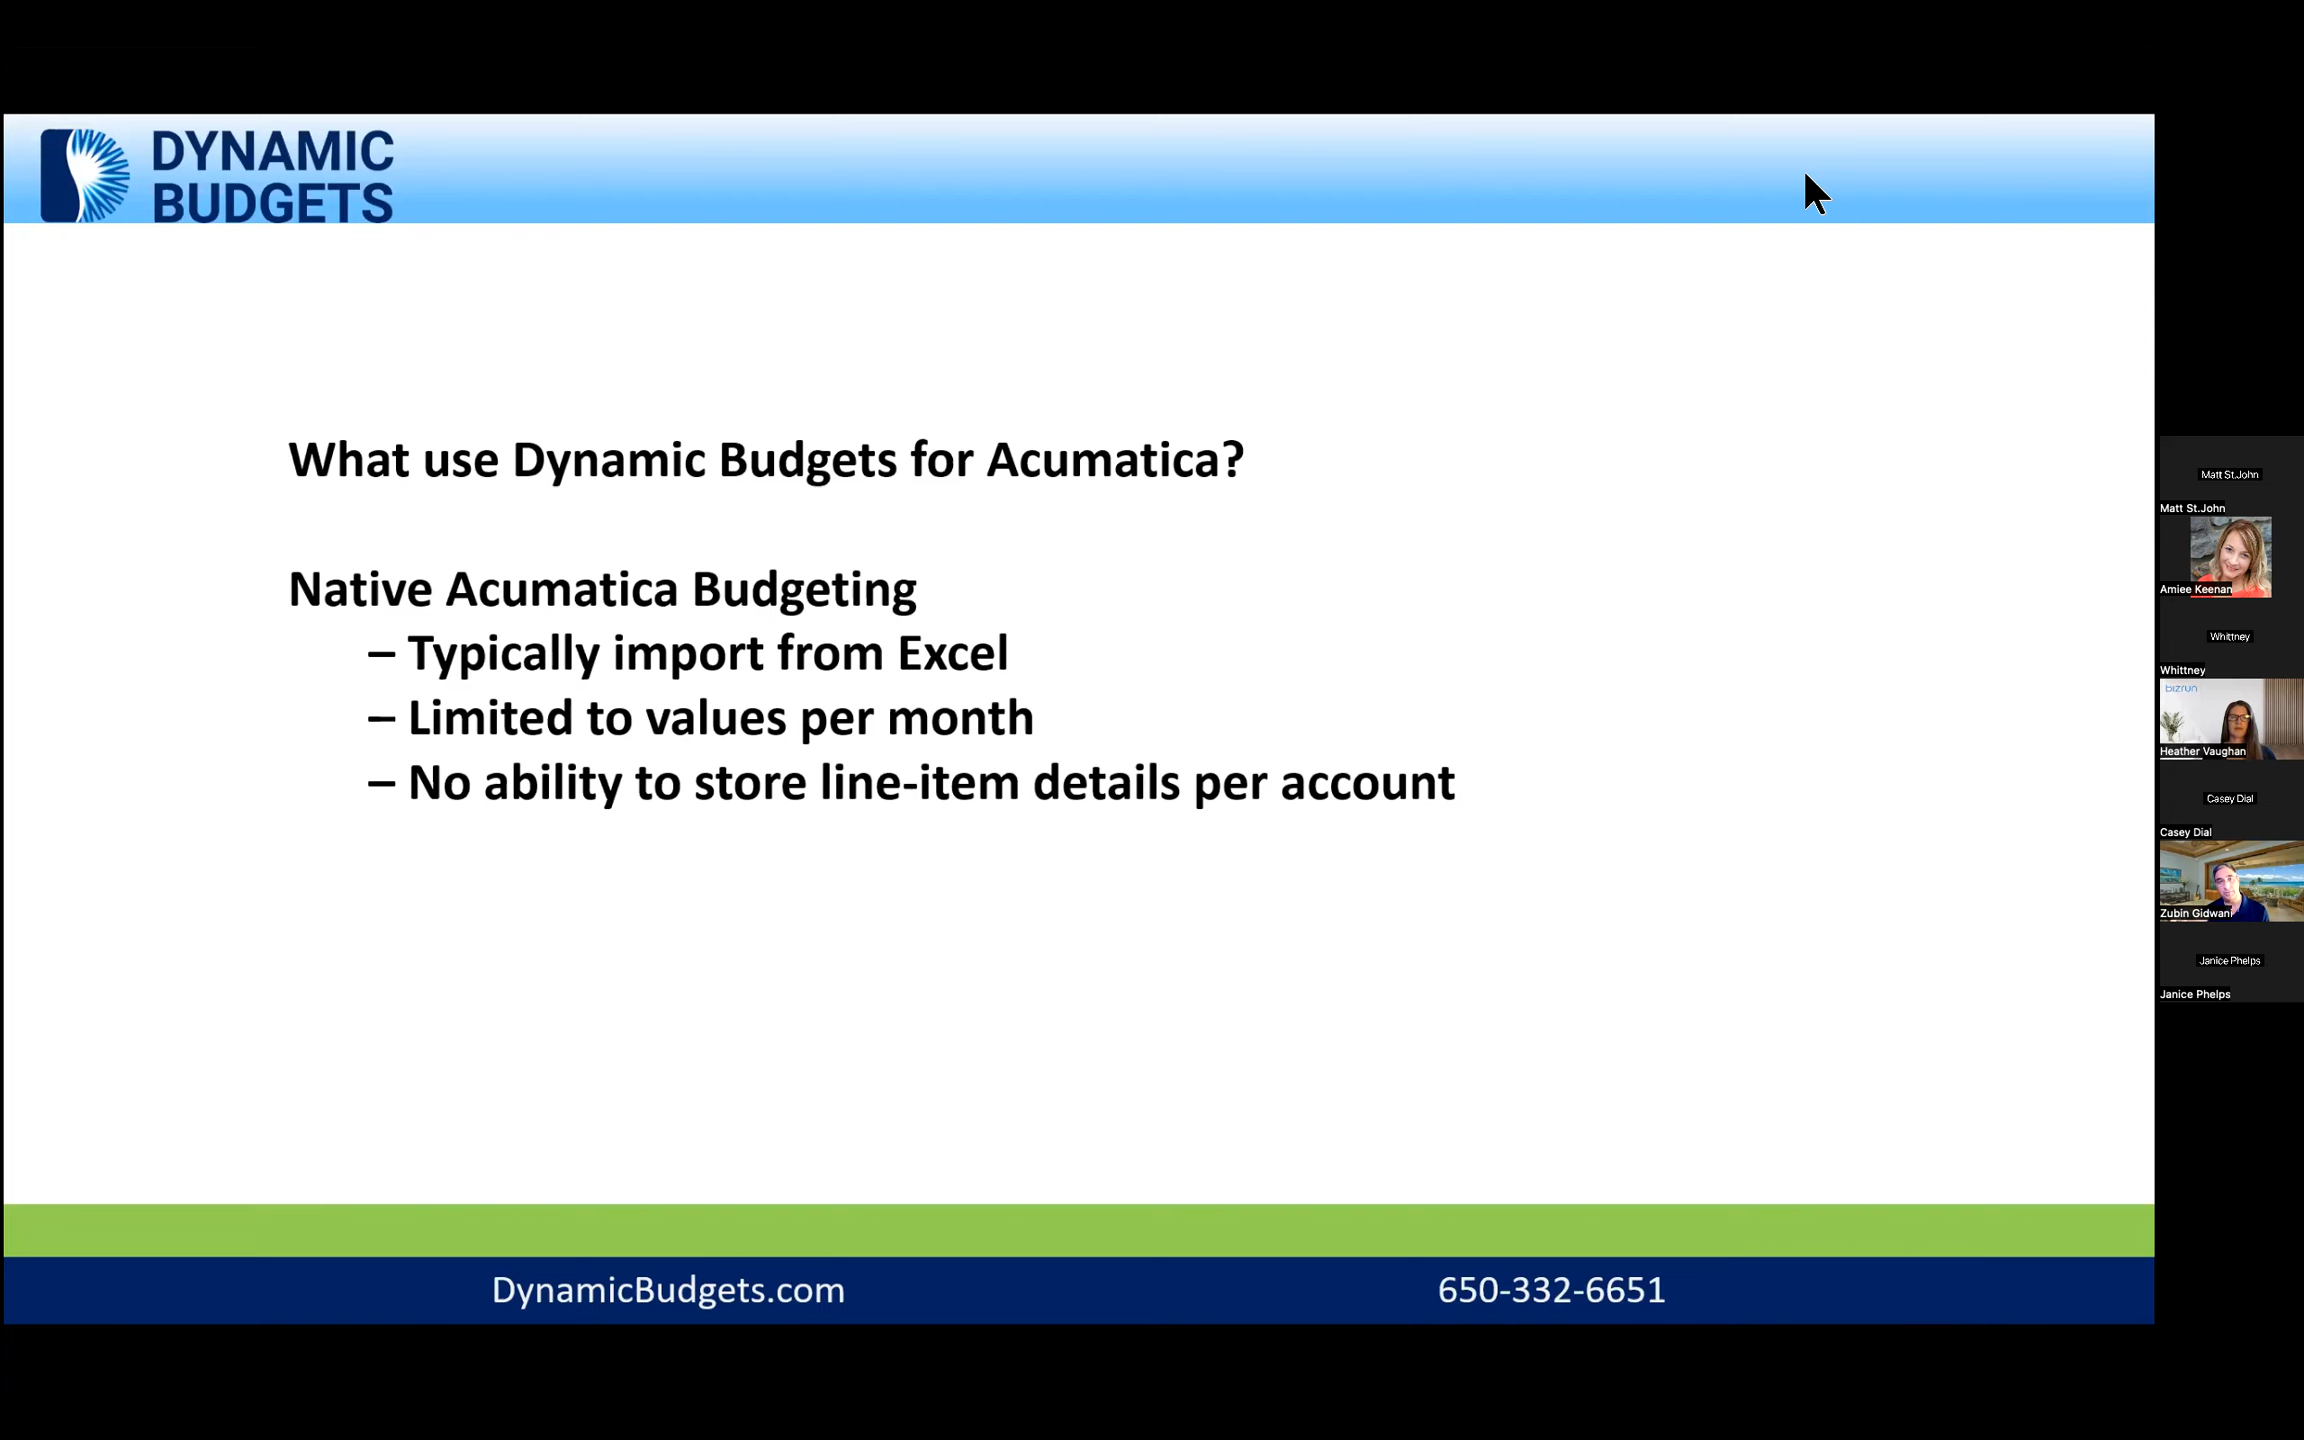 DYNAMIC
BUDGETS
What use Dynamic Budgets for Acumatica?
Native Acumatica Budgeting
– Typically import from Excel
– Limited to values per month
– No ability to store line-item details per account
DynamicBudgets.com
650-332-6651
Matt St.John
Matt St.John
Amiee Keenan
Whittney
Whittney
bizrun
Heather Vaughan
Casey Dial
Casey Dial
Zubin Gidwani
Janice Phelps
Janice Phelps